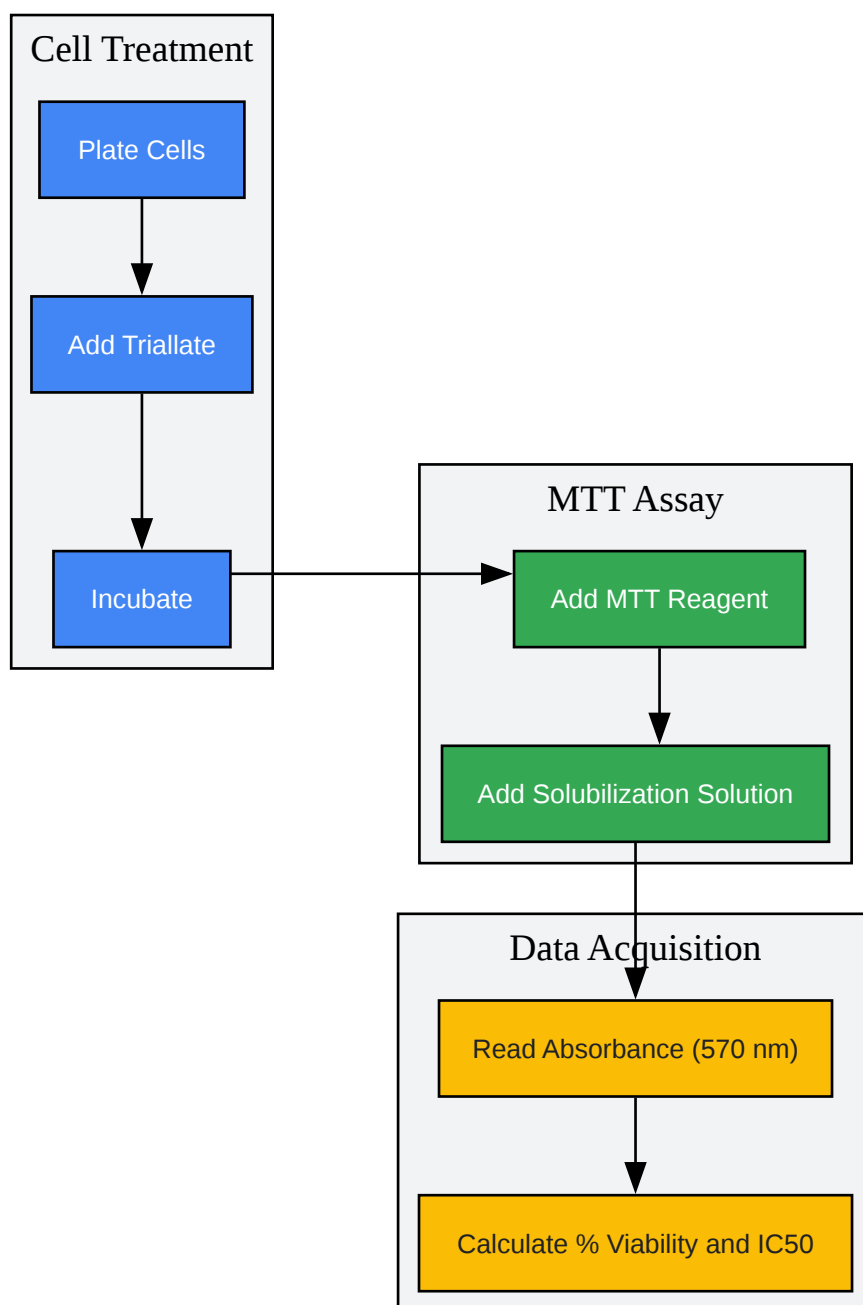 Cell Treatment
Plate Cells
Add Triallate
Incubate
MTT Assay
Add MTT Reagent
Add Solubilization Solution
Data Acquisition
Read Absorbance (570 nm)
Calculate % Viability and IC50